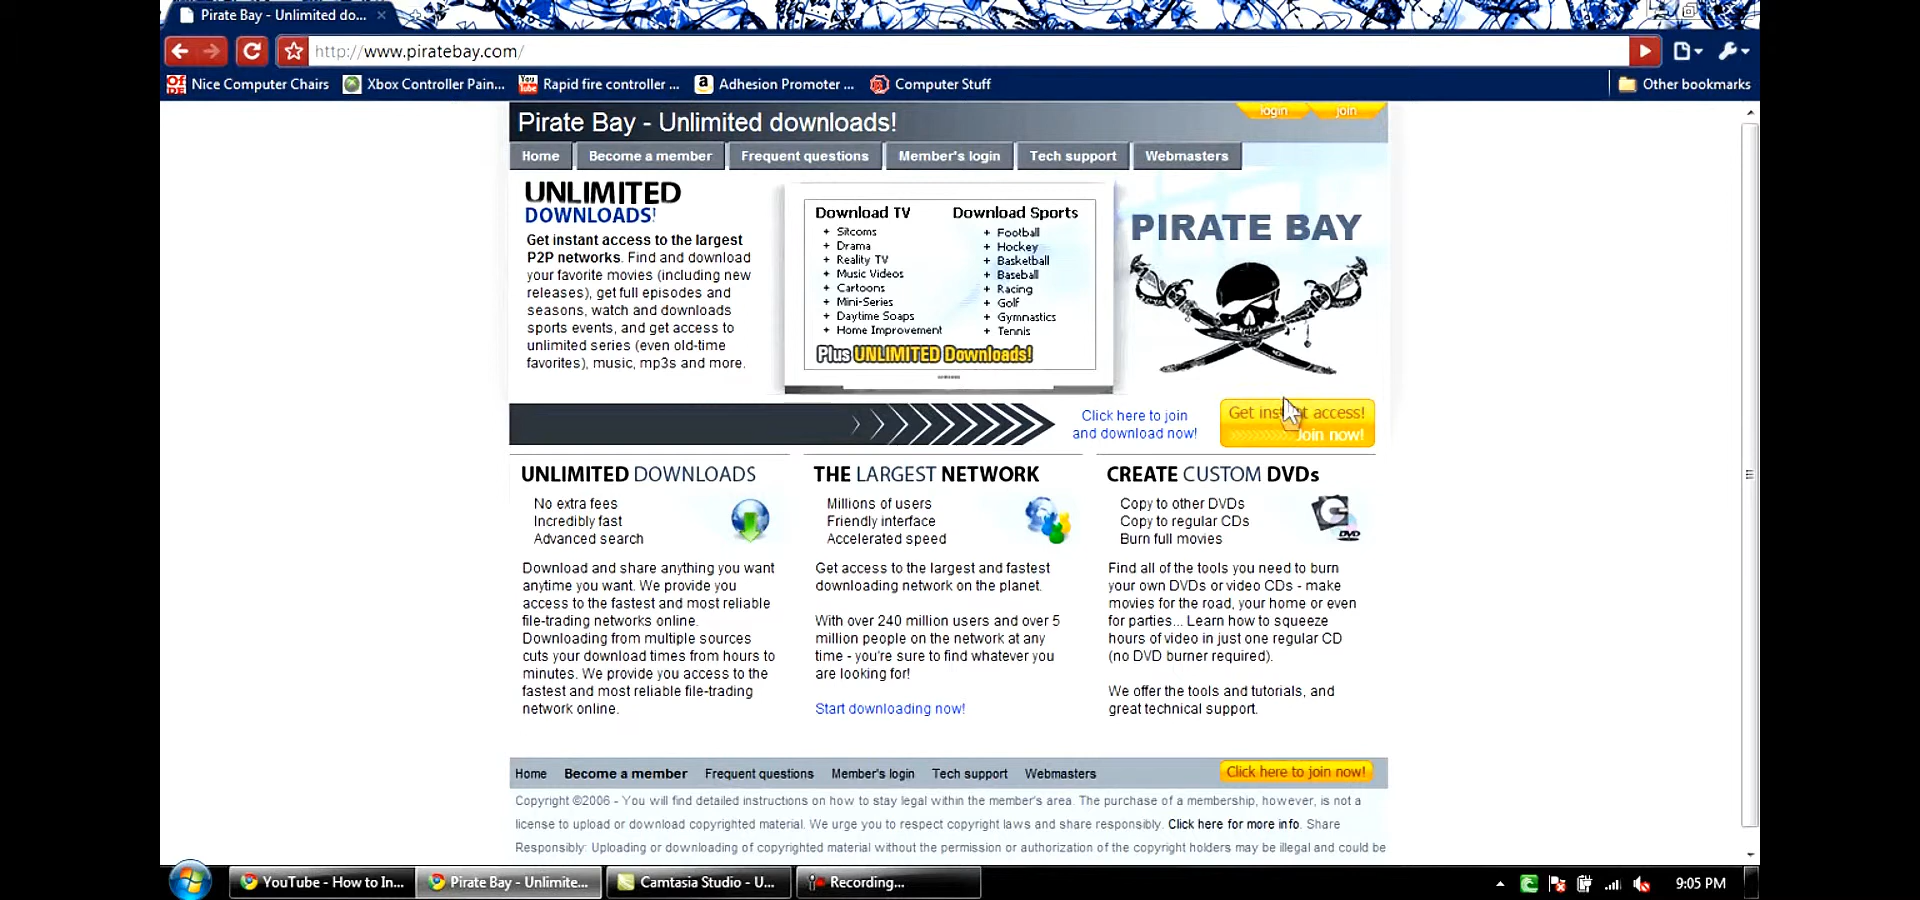 Pirate Bay - Unlimited do...
http://www.piratebay.com/
Nice Computer Chairs
Xbox Controller Pain...
You Tube
Rapid fire controller ...
a
Adhesion Promoter ...
Computer Stuff
Other bookmarks
Pirate Bay - Unlimited downloads!
login
join
Home
Become a member
Frequent questions
Member's login
Tech support
Webmasters
UNLIMITED
DOWNLOADS!
Get instant access to the largest
P2P networks. Find and download
your favorite movies (including new
releases), get full episodes and
seasons, watch and downloads
sports events, and get access to
unlimited series (even old-time
favorites), music, mp3s and more.
Download TV
+ Sitcoms
+ Drama
+ Reality TV
+ Music Videos
+ Cartoons
+ Mini-Series
+ Daytime Soaps
+ Home Improvement
Download Sports
+ Football
+ Hockey
+ Basketball
+ Baseball
+ Racing
+ Golf
+ Gymnastics
+ Tennis
Plus UNLIMITED Downloads!
PIRATE BAY
Click here to join
and download now!
Get instant access!
Join now!
UNLIMITED DOWNLOADS
No extra fees
Incredibly fast
Advanced search
Download and share anything you want
anytime you want. We provide you
access to the fastest and most reliable
file-trading networks online.
Downloading from multiple sources
cuts your download times from hours to
minutes. We provide you access to the
fastest and most reliable file-trading
network online.
THE LARGEST NETWORK
Millions of users
Friendly interface
Accelerated speed
Get access to the largest and fastest
downloading network on the planet.
With over 240 million users and over 5
million people on the network at any
time - you're sure to find whatever you
are looking for!
Start downloading now!
CREATE CUSTOM DVDs
Copy to other DVDs
Copy to regular CDs
Burn full movies
DVD
Find all of the tools you need to burn
your own DVDs or video CDs - make
movies for the road, your home or even
for parties... Learn how to squeeze
hours of video in just one regular CD
(no DVD burner required).
We offer the tools and tutorials, and
great technical support.
Home
Become a member
Frequent questions
Member's login
Tech support
Webmasters
Click here to join now!
Copyright ©2006 - You will find detailed instructions on how to stay legal within the member's area. The purchase of a membership, however, is not a
license to upload or download copyrighted material. We urge you to respect copyright laws and share responsibly. Click here for more info. Share
Responsibly: Uploading or downloading of copyrighted material without the permission or authorization of the copyright holders may be illegal and could be
YouTube - How to In...
Pirate Bay - Unlimite...
Camtasia Studio - U...
Recording...
9:05 PM